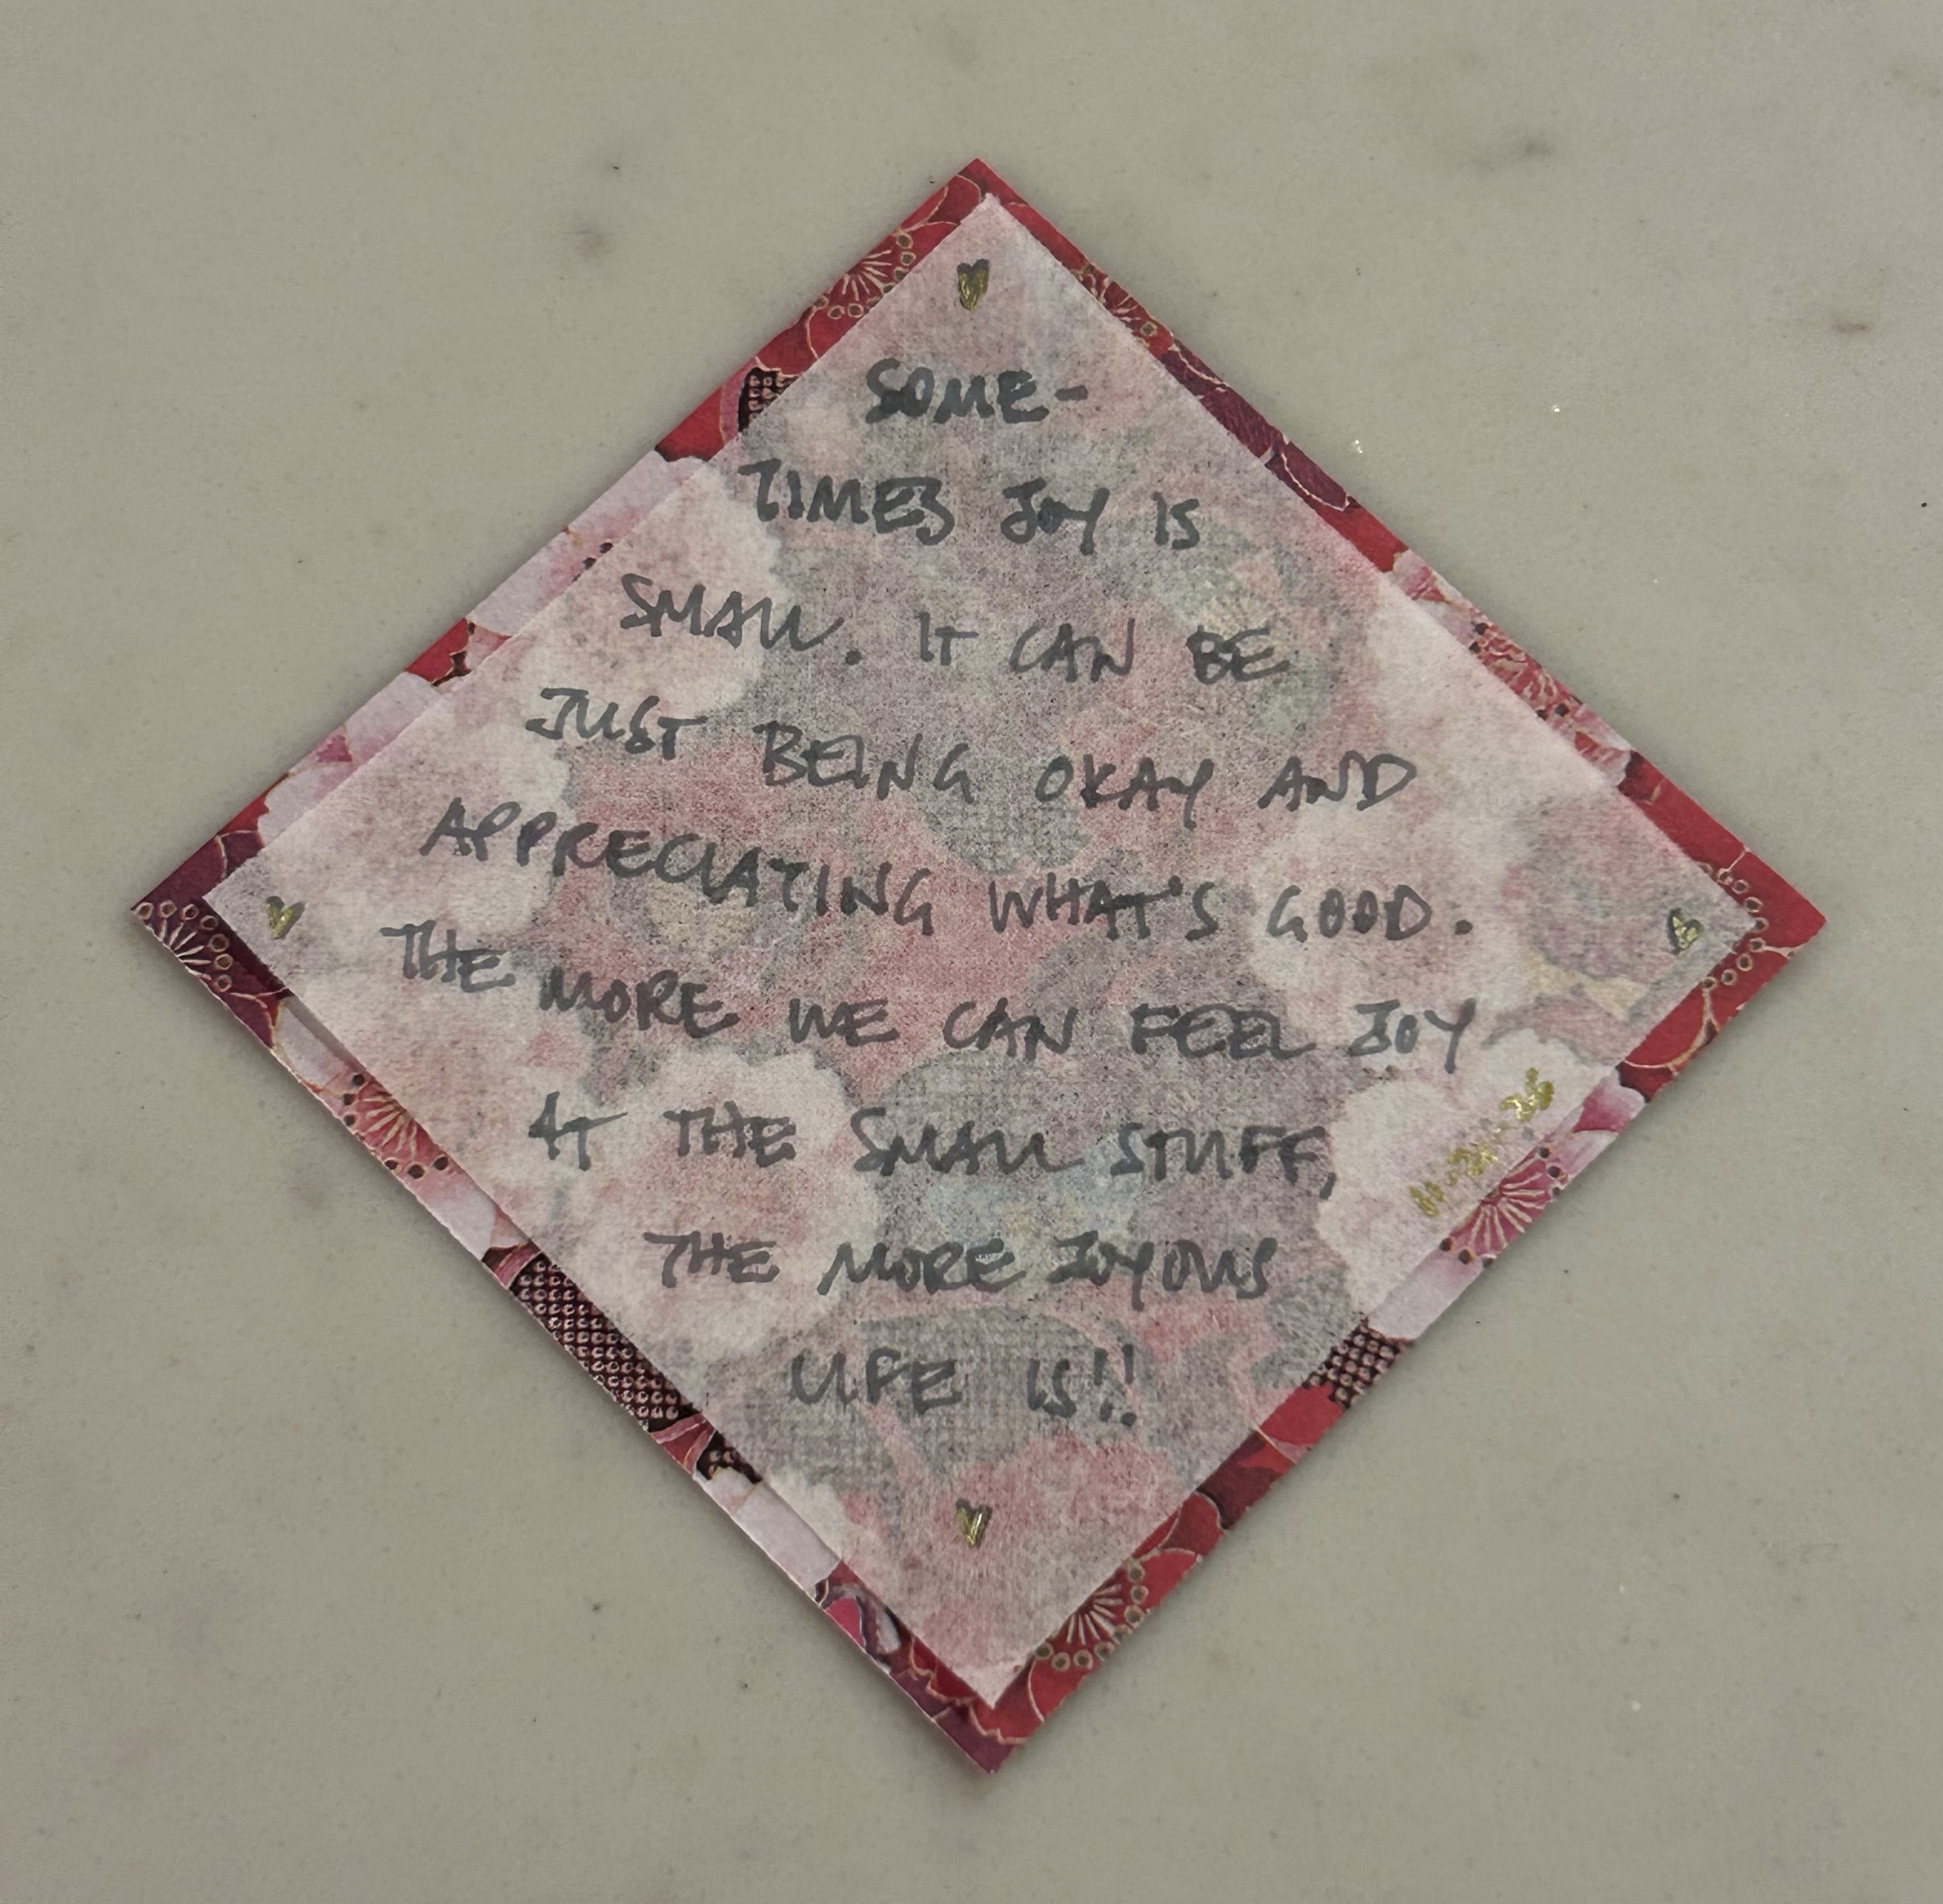 SOME-
TIMES JOY IS
SMALL. IT CAN BE
JUST BEING OKAY AND
APPRECIATING WHAT'S GOOD.
THE MORE WE CAN FEEL JOY
AT THE SMALL STUFF,
THE MORE JOYOUS
LIFE IS!!